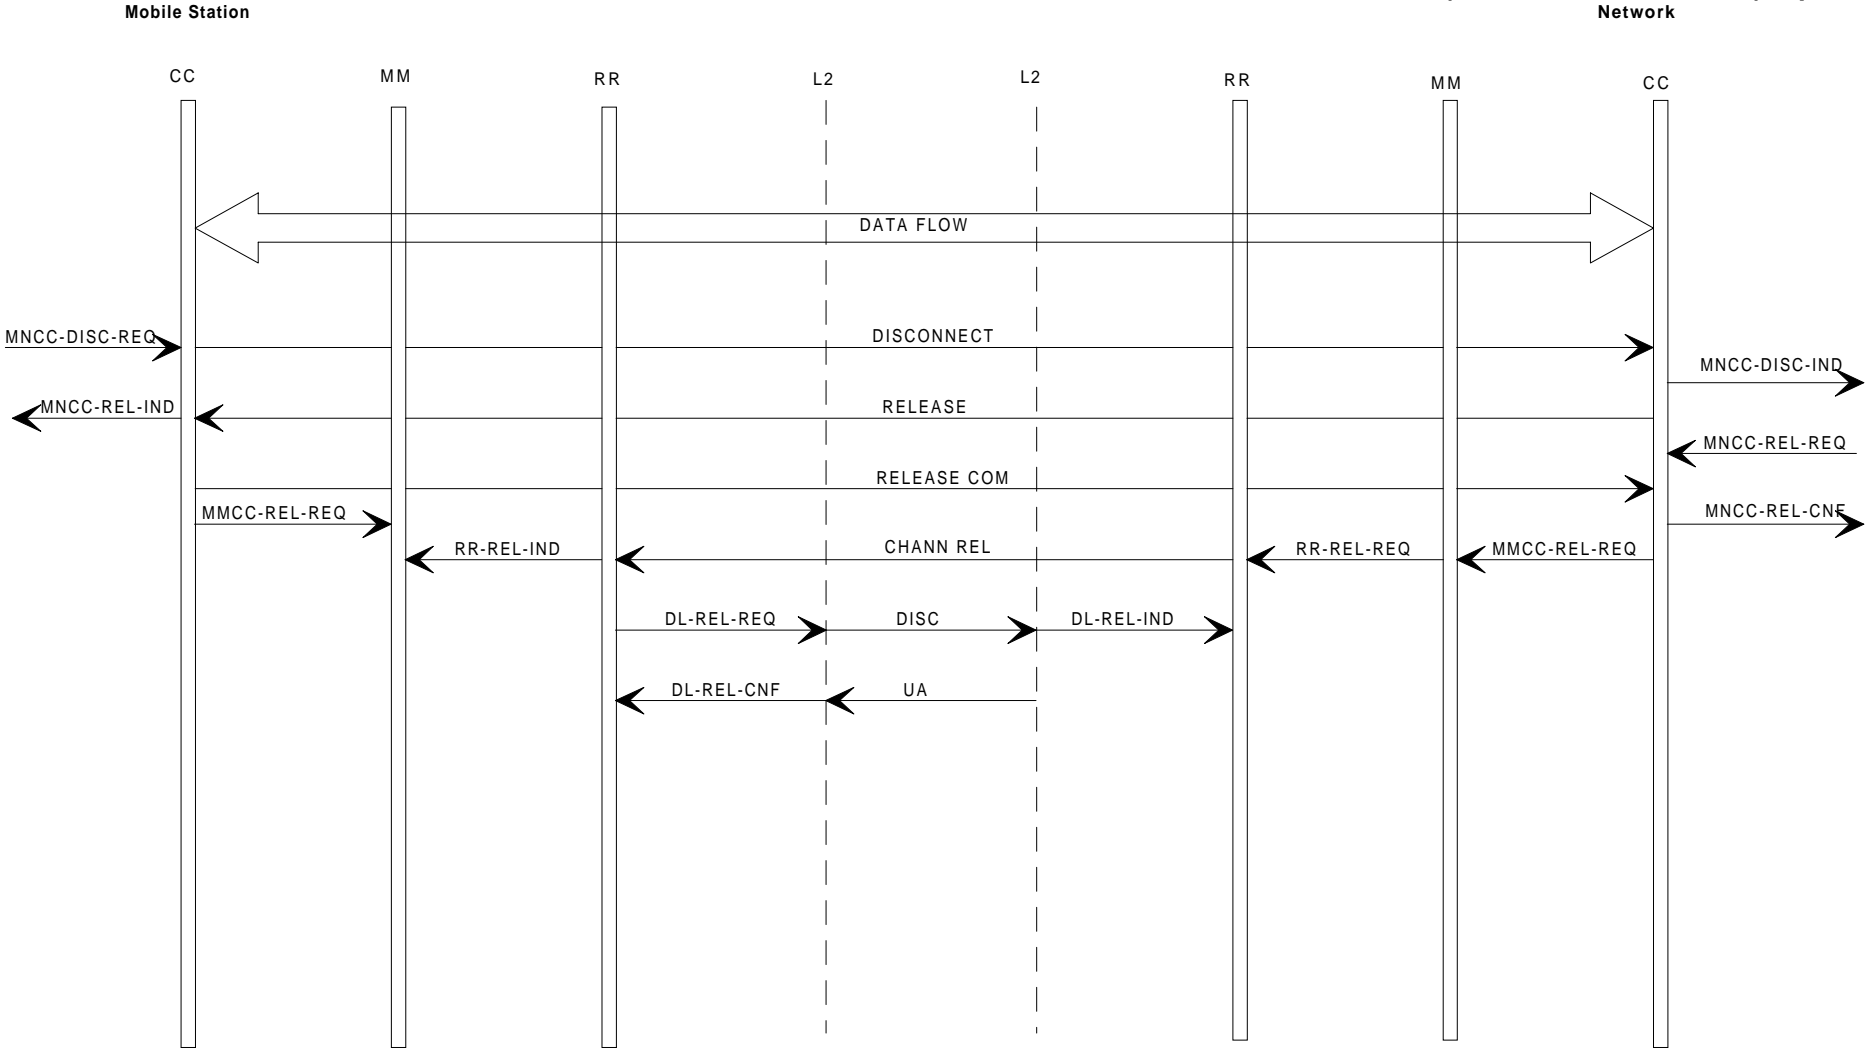 Mobile Station
Network
CC
MM
RR
L2
L2
RR
MM
CC
DATA FLOW
MNCC-DISC-REQ
DISCONNECT
MNCC-DISC-IND
MNCC-REL-IND
RELEASE
MNCC-REL-REQ
RELEASE COM
MMCC-REL-REQ
MNCC-REL-CNF
RR-REL-IND
CHANN REL
RR-REL-REQ
MMCC-REL-REQ
DL-REL-REQ
DISC
DL-REL-IND
DL-REL-CNF
UA